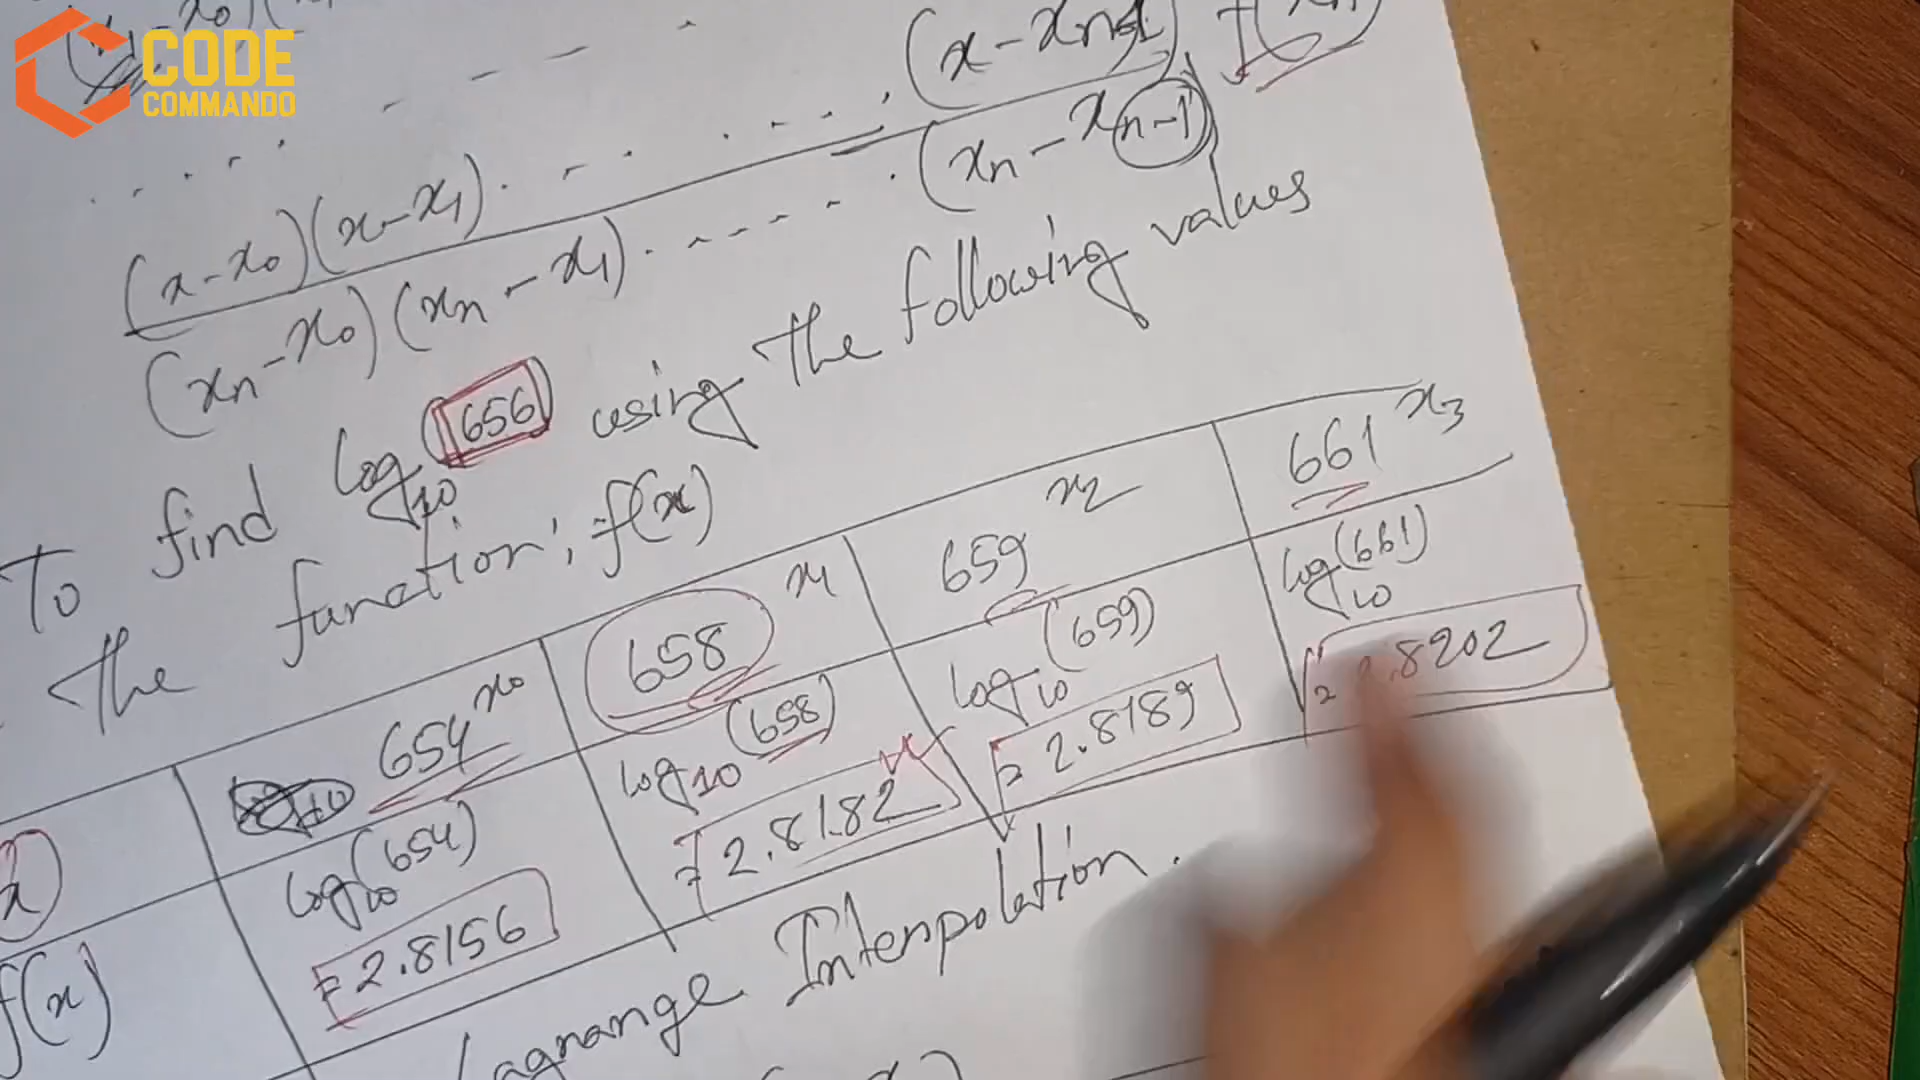 CODE
COMMANDO
(x - x₀)(x - x₁) . . . . (x - xₙ₋₁) f(xₙ)
(xₙ - x₀)(xₙ - x₁) . . . . (xₙ - xₙ₋₁)
To find log₁₀(656) using the following values
the function; f(x)
x 654 x₀ 658 x₁ 659 x₂ 661 x₃
f(x) log₁₀(654) log₁₀(658) log₁₀(659) log₁₀(661)
= 2.8156 = 2.8182 = 2.8189 = 2.8202
Lagrange Interpolation.